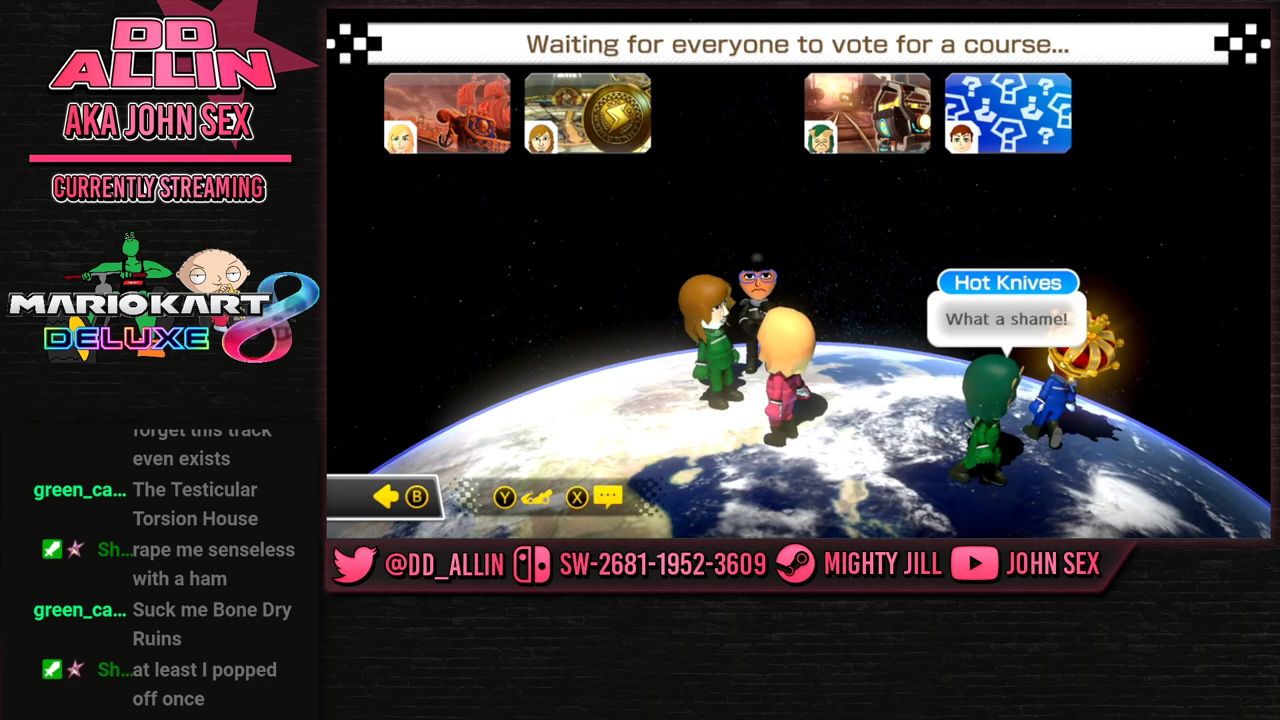 DD
ALLIN
AKA JOHN SEX
CURRENTLY STREAMING
MARIOKART 8
DELUXE
forget this track
even exists
green_ca... The Testicular
Torsion House
Sh...rape me senseless
with a ham
green_ca... Suck me Bone Dry
Ruins
Sh...at least I popped
off once
Waiting for everyone to vote for a course...
Hot Knives
What a shame!
B
Y
X
@DD_ALLIN SW-2681-1952-3609 MIGHTY JILL JOHN SEX